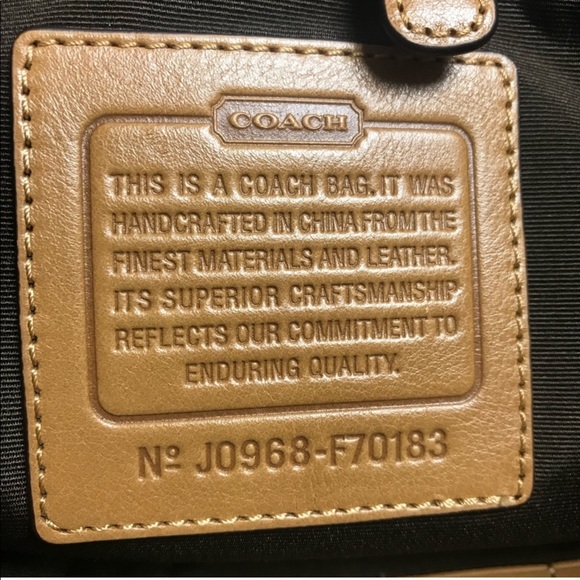 COACH
THIS IS A COACH BAG. IT WAS
HANDCRAFTED IN CHINA FROM THE
FINEST MATERIALS AND LEATHER.
ITS SUPERIOR CRAFTSMANSHIP
REFLECTS OUR COMMITMENT TO
ENDURING QUALITY.
Nº J0968-F70183